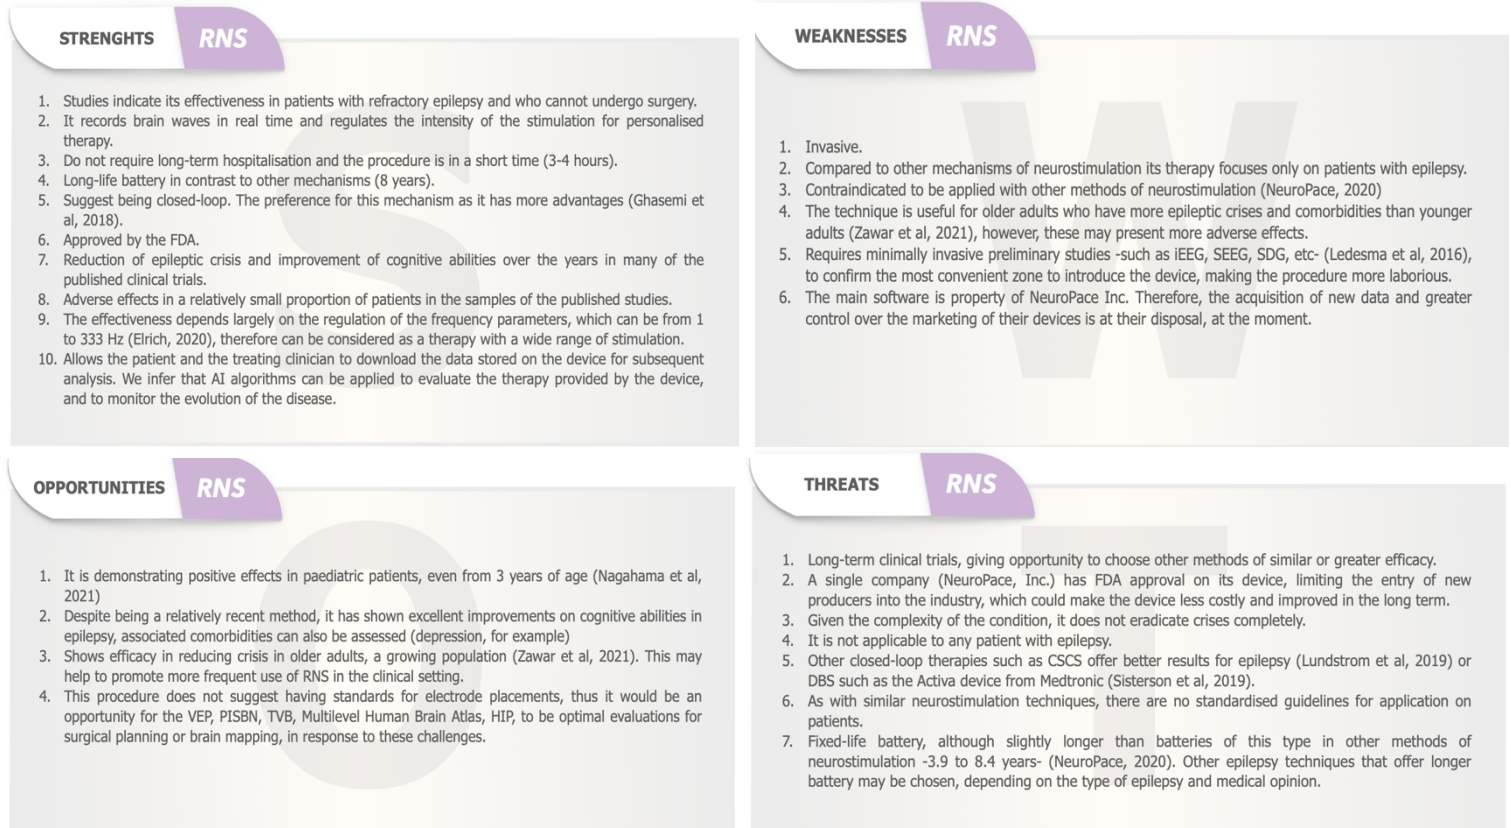 STRENGHTS RNS
1. Studies indicate its effectiveness in patients with refractory epilepsy and who cannot undergo surgery.
2. It records brain waves in real time and regulates the intensity of the stimulation for personalised
therapy.
3. Do not require long-term hospitalisation and the procedure is in a short time (3-4 hours).
4. Long-life battery in contrast to other mechanisms (8 years).
5. Suggest being closed-loop. The preference for this mechanism as it has more advantages (Ghasemi et
al, 2018).
6. Approved by the FDA.
7. Reduction of epileptic crisis and improvement of cognitive abilities over the years in many of the
published clinical trials.
8. Adverse effects in a relatively small proportion of patients in the samples of the published studies.
9. The effectiveness depends largely on the regulation of the frequency parameters, which can be from 1
to 333 Hz (Elrich, 2020), therefore can be considered as a therapy with a wide range of stimulation.
10. Allows the patient and the treating clinician to download the data stored on the device for subsequent
analysis. We infer that AI algorithms can be applied to evaluate the therapy provided by the device,
and to monitor the evolution of the disease.
S
WEAKNESSES RNS
1. Invasive.
2. Compared to other mechanisms of neurostimulation its therapy focuses only on patients with epilepsy.
3. Contraindicated to be applied with other methods of neurostimulation (NeuroPace, 2020)
4. The technique is useful for older adults who have more epileptic crises and comorbidities than younger
adults (Zawar et al, 2021), however, these may present more adverse effects.
5. Requires minimally invasive preliminary studies -such as iEEG, SEEG, SDG, etc- (Ledesma et al, 2016),
to confirm the most convenient zone to introduce the device, making the procedure more laborious.
6. The main software is property of NeuroPace Inc. Therefore, the acquisition of new data and greater
control over the marketing of their devices is at their disposal, at the moment.
W
OPPORTUNITIES RNS
1. It is demonstrating positive effects in paediatric patients, even from 3 years of age (Nagahama et al,
2021)
2. Despite being a relatively recent method, it has shown excellent improvements on cognitive abilities in
epilepsy, associated comorbidities can also be assessed (depression, for example)
3. Shows efficacy in reducing crisis in older adults, a growing population (Zawar et al, 2021). This may
help to promote more frequent use of RNS in the clinical setting.
4. This procedure does not suggest having standards for electrode placements, thus it would be an
opportunity for the VEP, PISBN, TVB, Multilevel Human Brain Atlas, HIP, to be optimal evaluations for
surgical planning or brain mapping, in response to these challenges.
O
THREATS RNS
1. Long-term clinical trials, giving opportunity to choose other methods of similar or greater efficacy.
2. A single company (NeuroPace, Inc.) has FDA approval on its device, limiting the entry of new
producers into the industry, which could make the device less costly and improved in the long term.
3. Given the complexity of the condition, it does not eradicate crises completely.
4. It is not applicable to any patient with epilepsy.
5. Other closed-loop therapies such as CSCS offer better results for epilepsy (Lundstrom et al, 2019) or
DBS such as the Activa device from Medtronic (Sisterson et al, 2019).
6. As with similar neurostimulation techniques, there are no standardised guidelines for application on
patients.
7. Fixed-life battery, although slightly longer than batteries of this type in other methods of
neurostimulation -3.9 to 8.4 years- (NeuroPace, 2020). Other epilepsy techniques that offer longer
battery may be chosen, depending on the type of epilepsy and medical opinion.
T